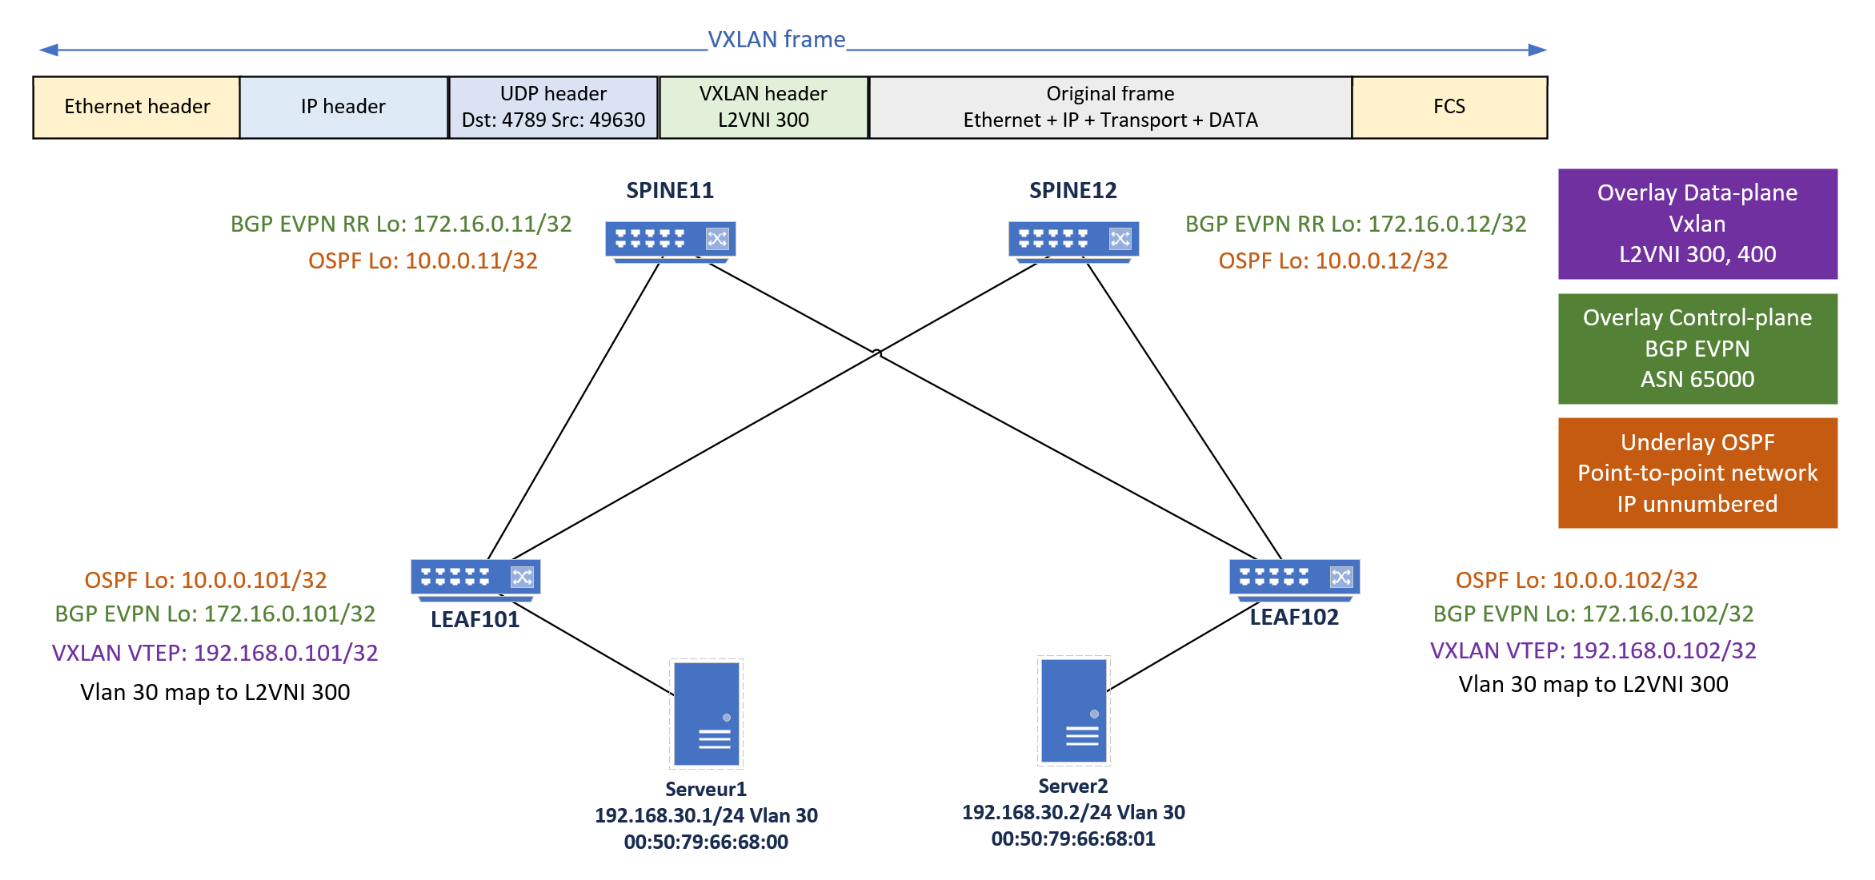 VXLAN frame
Ethernet header
IP header
UDP header
Dst: 4789 Src: 49630
VXLAN header
L2VNI 300
Original frame
Ethernet + IP + Transport + DATA
FCS
SPINE11
BGP EVPN RR Lo: 172.16.0.11/32
OSPF Lo: 10.0.0.11/32
SPINE12
BGP EVPN RR Lo: 172.16.0.12/32
OSPF Lo: 10.0.0.12/32
Overlay Data-plane
Vxlan
L2VNI 300, 400
Overlay Control-plane
BGP EVPN
ASN 65000
Underlay OSPF
Point-to-point network
IP unnumbered
OSPF Lo: 10.0.0.101/32
BGP EVPN Lo: 172.16.0.101/32
VXLAN VTEP: 192.168.0.101/32
Vlan 30 map to L2VNI 300
LEAF101
LEAF102
OSPF Lo: 10.0.0.102/32
BGP EVPN Lo: 172.16.0.102/32
VXLAN VTEP: 192.168.0.102/32
Vlan 30 map to L2VNI 300
Serveur1
192.168.30.1/24 Vlan 30
00:50:79:66:68:00
Server2
192.168.30.2/24 Vlan 30
00:50:79:66:68:01